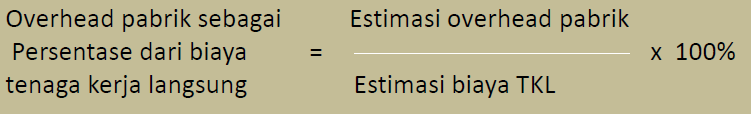 Overhead pabrik sebagai Estimasi overhead pabrik
Persentase dari biaya = x 100%
tenaga kerja langsung Estimasi biaya TKL